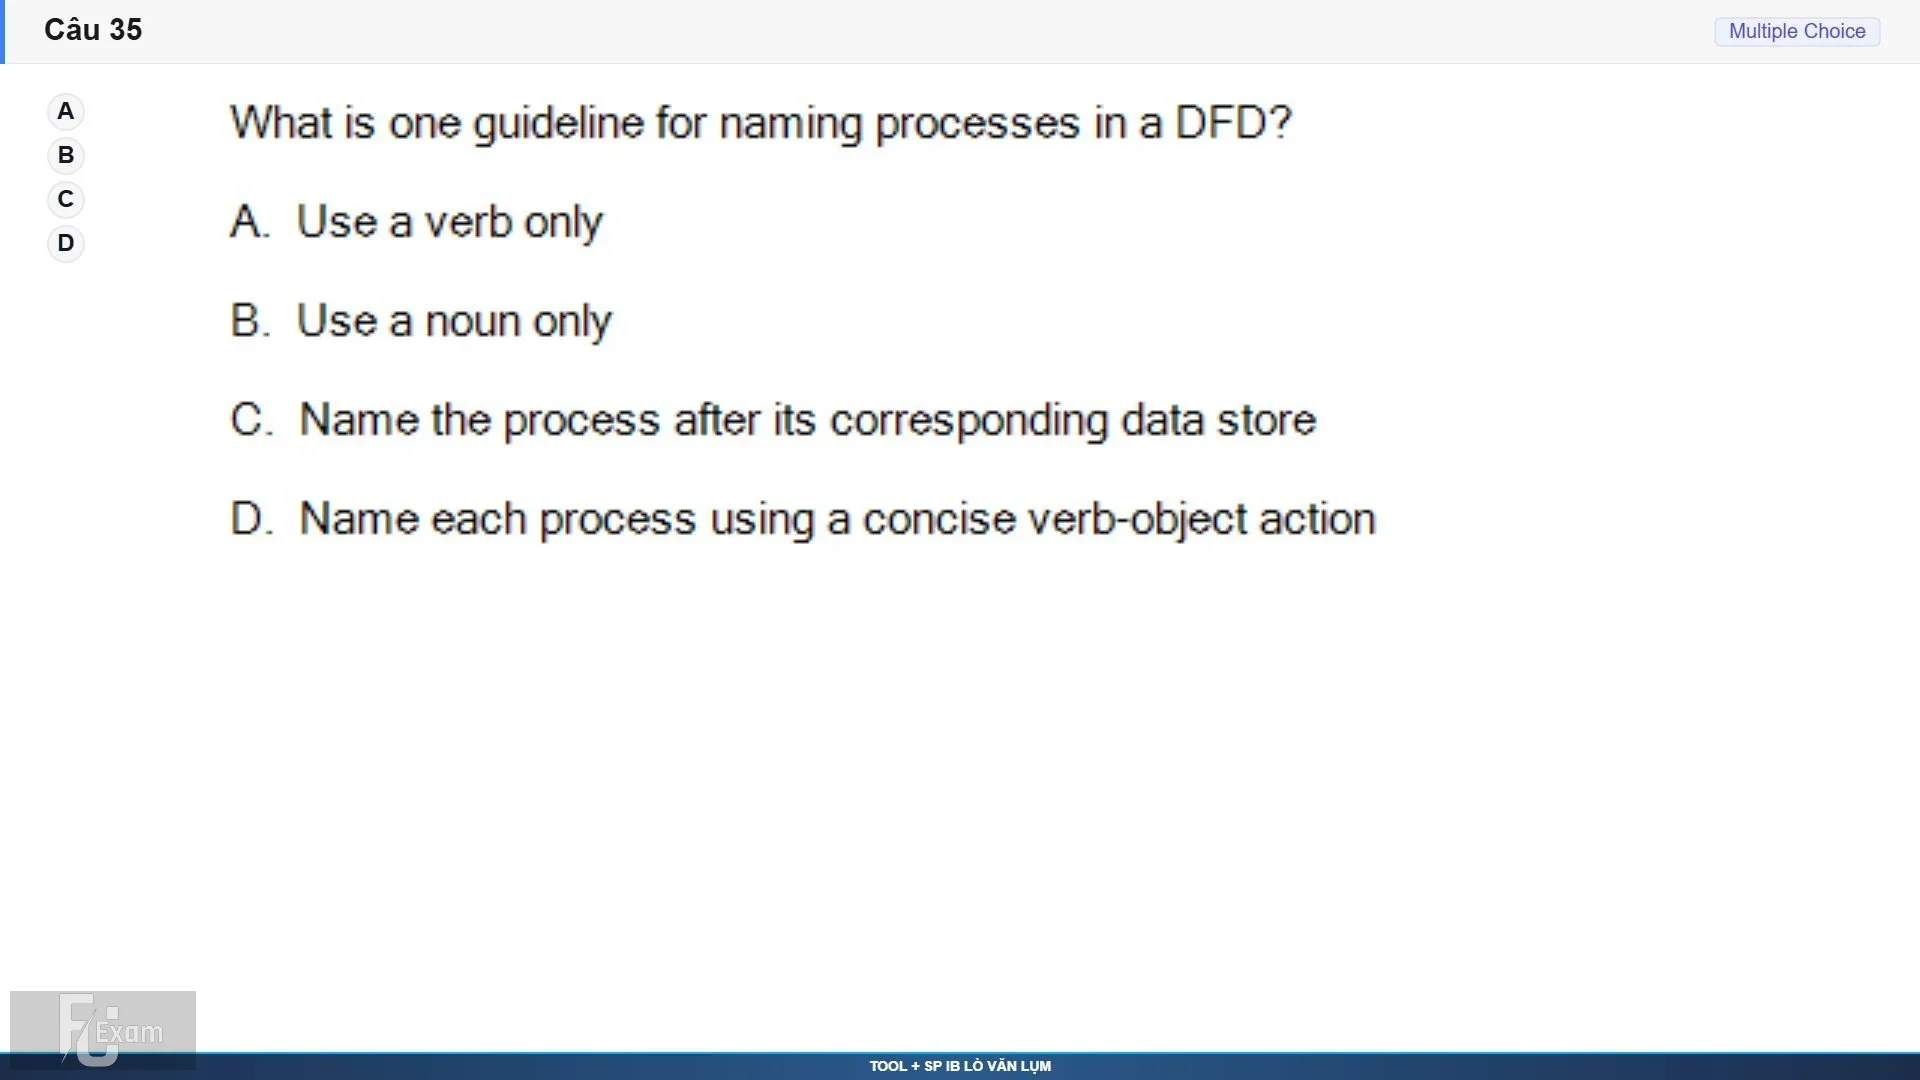 Câu 35
Multiple Choice
A
B
C
D
What is one guideline for naming processes in a DFD?
A. Use a verb only
B. Use a noun only
C. Name the process after its corresponding data store
D. Name each process using a concise verb-object action
FU Exam
TOOL + SP IB LÒ VĂN LỤM